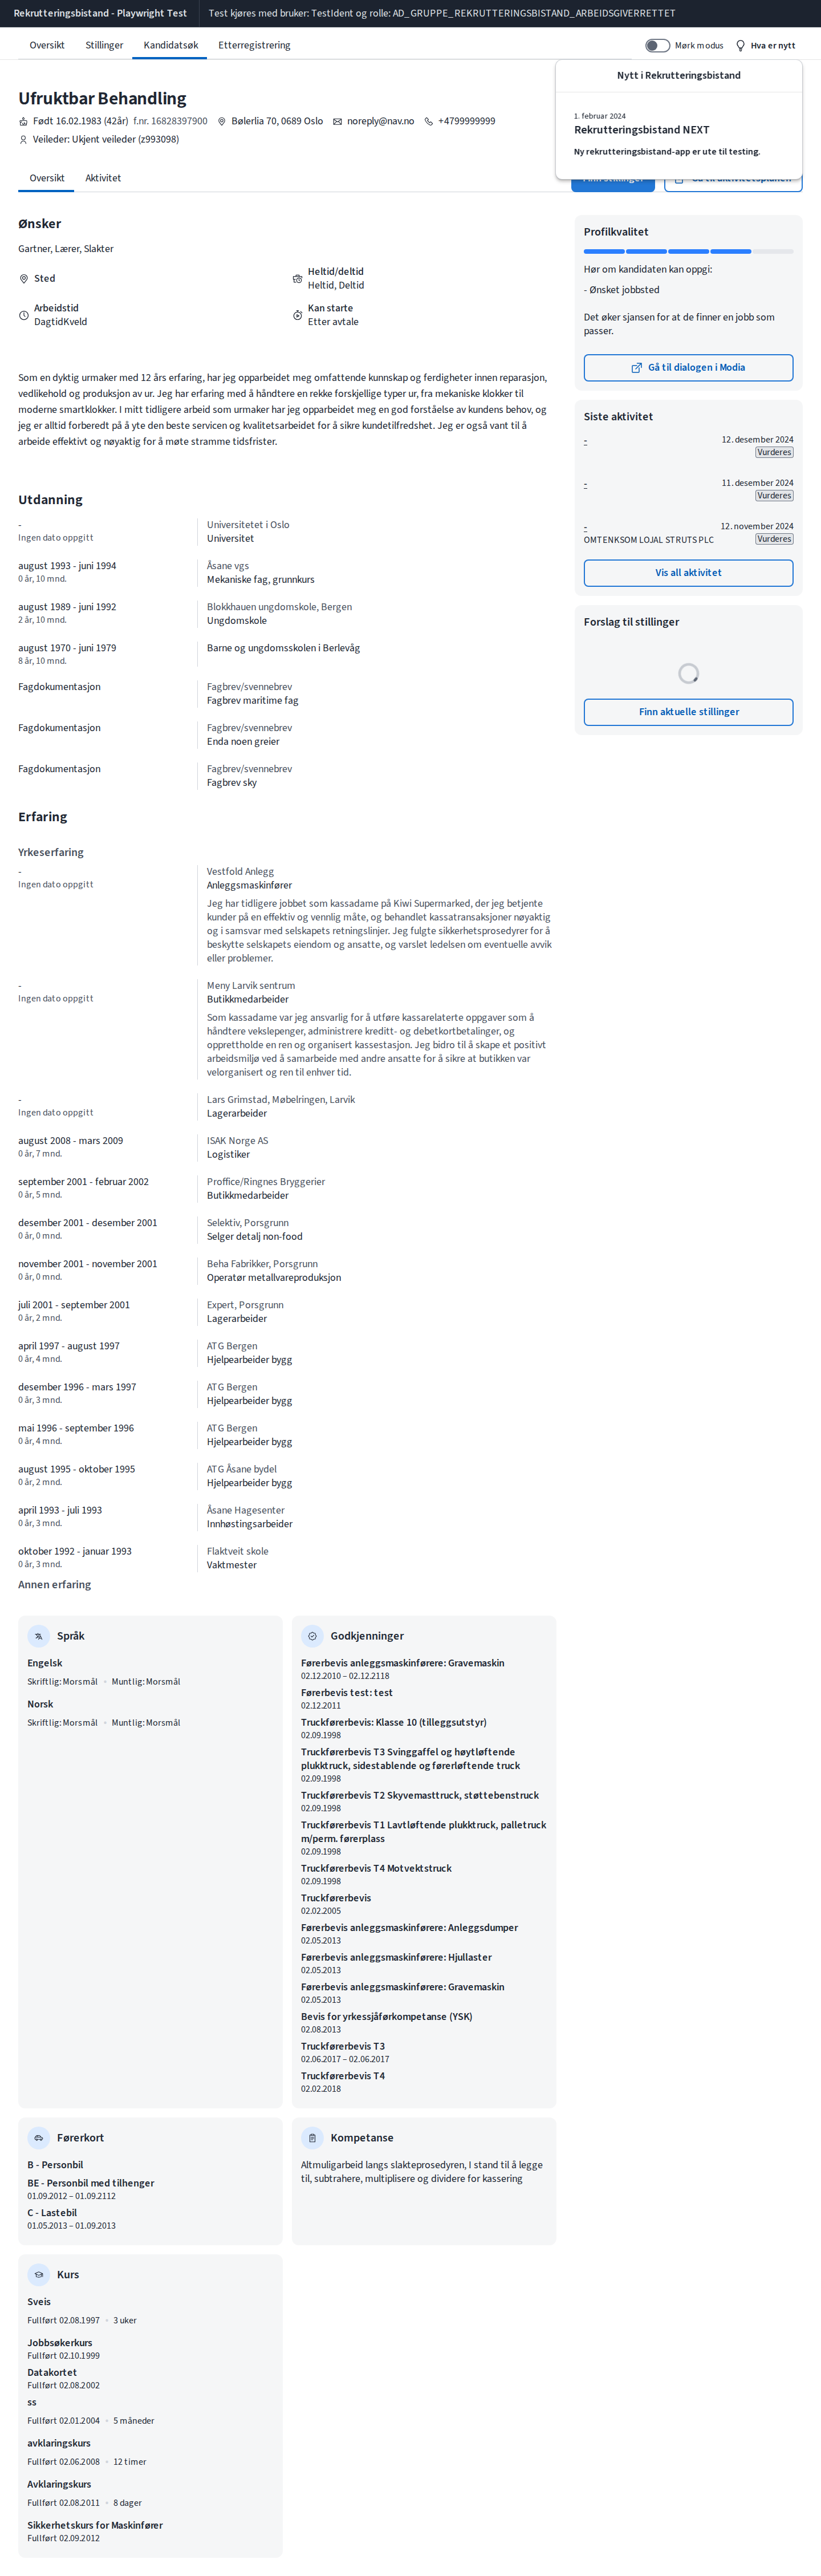 Rekrutteringsbistand - Playwright Test
Test kjøres med bruker: TestIdent og rolle: AD_GRUPPE_REKRUTTERINGSBISTAND_ARBEIDSGIVERRETTET
Oversikt
Stillinger
Kandidatsøk
Etterregistrering
Mørk modus
Hva er nytt
Nytt i Rekrutteringsbistand
1. februar 2024
Rekrutteringsbistand NEXT
Ny rekrutteringsbistand-app er ute til testing.
Ufruktbar Behandling
Født 16.02.1983 (42år) f.nr. 16828397900
Bølerlia 70, 0689 Oslo
noreply@nav.no
+4799999999
Veileder: Ukjent veileder (z993098)
Oversikt
Aktivitet
Ønsker
Gartner, Lærer, Slakter
Sted
Heltid/deltid
Heltid, Deltid
Arbeidstid
DagtidKveld
Kan starte
Etter avtale
Som en dyktig urmaker med 12 års erfaring, har jeg opparbeidet meg omfattende kunnskap og ferdigheter innen reparasjon,
vedlikehold og produksjon av ur. Jeg har erfaring med å håndtere en rekke forskjellige typer ur, fra mekaniske klokker til
moderne smartklokker. I mitt tidligere arbeid som urmaker har jeg opparbeidet meg en god forståelse av kundens behov, og
jeg er alltid forberedt på å yte den beste servicen og kvalitetsarbeidet for å sikre kundetilfredshet. Jeg er også vant til å
arbeide effektivt og nøyaktig for å møte stramme tidsfrister.
Utdanning
-
Ingen dato oppgitt
Universitetet i Oslo
Universitet
august 1993 - juni 1994
0 år, 10 mnd.
Åsane vgs
Mekaniske fag, grunnkurs
august 1989 - juni 1992
2 år, 10 mnd.
Blokkhauen ungdomskole, Bergen
Ungdomskole
august 1970 - juni 1979
8 år, 10 mnd.
Barne og ungdomsskolen i Berlevåg
Fagdokumentasjon
Fagbrev/svennebrev
Fagbrev maritime fag
Fagdokumentasjon
Fagbrev/svennebrev
Enda noen greier
Fagdokumentasjon
Fagbrev/svennebrev
Fagbrev sky
Erfaring
Yrkeserfaring
-
Ingen dato oppgitt
Vestfold Anlegg
Anleggsmaskinfører
Jeg har tidligere jobbet som kassadame på Kiwi Supermarked, der jeg betjente
kunder på en effektiv og vennlig måte, og behandlet kassatransaksjoner nøyaktig
og i samsvar med selskapets retningslinjer. Jeg fulgte sikkerhetsprosedyrer for å
beskytte selskapets eiendom og ansatte, og varslet ledelsen om eventuelle avvik
eller problemer.
-
Ingen dato oppgitt
Meny Larvik sentrum
Butikkmedarbeider
Som kassadame var jeg ansvarlig for å utføre kassarelaterte oppgaver som å
håndtere vekslepenger, administrere kreditt- og debetkortbetalinger, og
opprettholde en ren og organisert kassestasjon. Jeg bidro til å skape et positivt
arbeidsmiljø ved å samarbeide med andre ansatte for å sikre at butikken var
velorganisert og ren til enhver tid.
-
Ingen dato oppgitt
Lars Grimstad, Møbelringen, Larvik
Lagerarbeider
august 2008 - mars 2009
0 år, 7 mnd.
ISAK Norge AS
Logistiker
september 2001 - februar 2002
0 år, 5 mnd.
Proffice/Ringnes Bryggerier
Butikkmedarbeider
desember 2001 - desember 2001
0 år, 0 mnd.
Selektiv, Porsgrunn
Selger detalj non-food
november 2001 - november 2001
0 år, 0 mnd.
Beha Fabrikker, Porsgrunn
Operatør metallvareproduksjon
juli 2001 - september 2001
0 år, 2 mnd.
Expert, Porsgrunn
Lagerarbeider
april 1997 - august 1997
0 år, 4 mnd.
ATG Bergen
Hjelpearbeider bygg
desember 1996 - mars 1997
0 år, 3 mnd.
ATG Bergen
Hjelpearbeider bygg
mai 1996 - september 1996
0 år, 4 mnd.
ATG Bergen
Hjelpearbeider bygg
august 1995 - oktober 1995
0 år, 2 mnd.
ATG Åsane bydel
Hjelpearbeider bygg
april 1993 - juli 1993
0 år, 3 mnd.
Åsane Hagesenter
Innhøstingsarbeider
oktober 1992 - januar 1993
0 år, 3 mnd.
Flaktveit skole
Vaktmester
Annen erfaring
Språk
Engelsk
Skriftlig: Morsmål • Muntlig: Morsmål
Norsk
Skriftlig: Morsmål • Muntlig: Morsmål
Godkjenninger
Førerbevis anleggsmaskinførere: Gravemaskin
02.12.2010 – 02.12.2118
Førerbevis test: test
02.12.2011
Truckførerbevis: Klasse 10 (tilleggsutstyr)
02.09.1998
Truckførerbevis T3 Svinggaffel og høytløftende
plukktruck, sidestablende og førerløftende truck
02.09.1998
Truckførerbevis T2 Skyvemasttruck, støttebenstruck
02.09.1998
Truckførerbevis T1 Lavtløftende plukktruck, palletruck
m/perm. førerplass
02.09.1998
Truckførerbevis T4 Motvektstruck
02.09.1998
Truckførerbevis
02.02.2005
Førerbevis anleggsmaskinførere: Anleggsdumper
02.05.2013
Førerbevis anleggsmaskinførere: Hjullaster
02.05.2013
Førerbevis anleggsmaskinførere: Gravemaskin
02.05.2013
Bevis for yrkessjåførkompetanse (YSK)
02.08.2013
Truckførerbevis T3
02.06.2017 – 02.06.2017
Truckførerbevis T4
02.02.2018
Førerkort
B - Personbil
BE - Personbil med tilhenger
01.09.2012 – 01.09.2112
C - Lastebil
01.05.2013 – 01.09.2013
Kompetanse
Altmuligarbeid langs slakteprosedyren, I stand til å legge
til, subtrahere, multiplisere og dividere for kassering
Kurs
Sveis
Fullført 02.08.1997 • 3 uker
Jobbsøkerkurs
Fullført 02.10.1999
Datakortet
Fullført 02.08.2002
ss
Fullført 02.01.2004 • 5 måneder
avklaringskurs
Fullført 02.06.2008 • 12 timer
Avklaringskurs
Fullført 02.08.2011 • 8 dager
Sikkerhetskurs for Maskinfører
Fullført 02.09.2012
Profilkvalitet
Hør om kandidaten kan oppgi:
- Ønsket jobbsted
Det øker sjansen for at de finner en jobb som
passer.
Gå til dialogen i Modia
Siste aktivitet
-
12. desember 2024
Vurderes
-
11. desember 2024
Vurderes
-
12. november 2024
OMTENKSOM LOJAL STRUTS PLC
Vurderes
Vis all aktivitet
Forslag til stillinger
Finn aktuelle stillinger